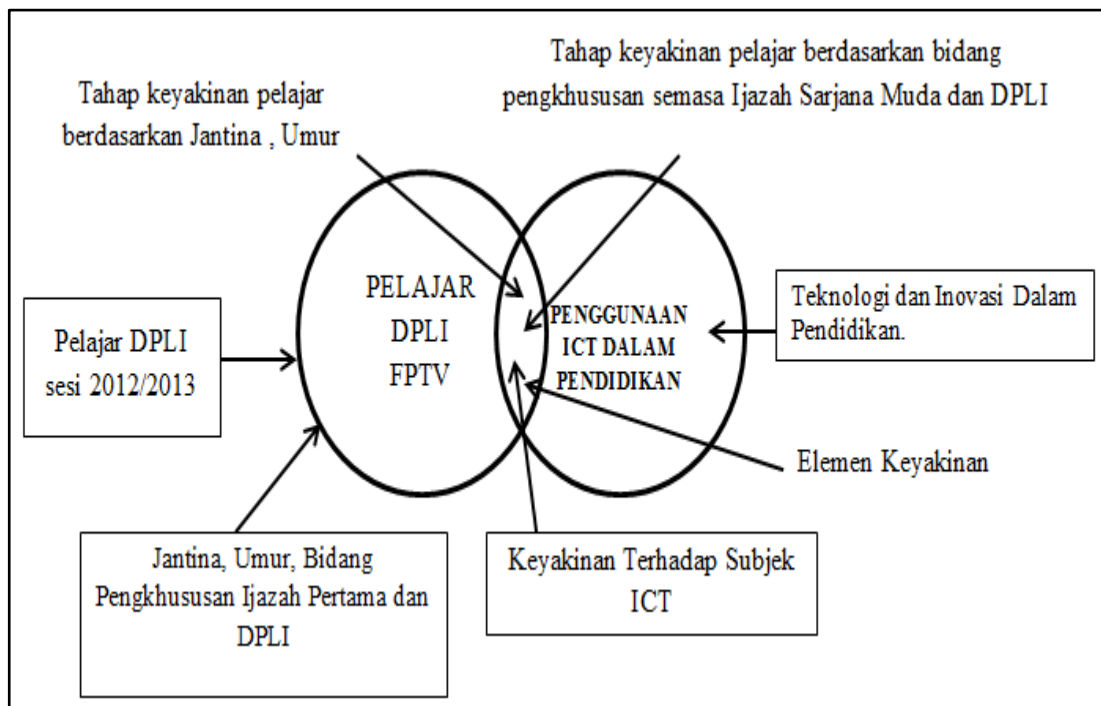 Tahap keyakinan pelajar
berdasarkan Jantina , Umur
Tahap keyakinan pelajar berdasarkan bidang
pengkhususan semasa Ijazah Sarjana Muda dan DPLI
Pelajar DPLI
sesi 2012/2013
PELAJAR
DPLI
FPTV
PENGGUNAAN
ICT DALAM
PENDIDIKAN
Teknologi dan Inovasi Dalam
Pendidikan.
Elemen Keyakinan
Jantina, Umur, Bidang
Pengkhususan Ijazah Pertama dan
DPLI
Keyakinan Terhadap Subjek
ICT